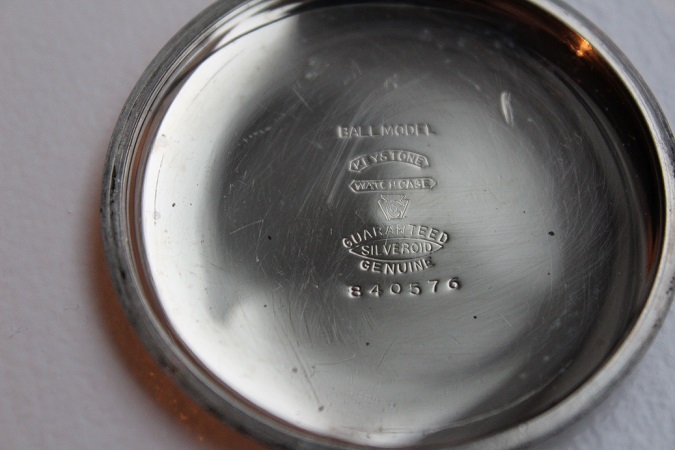 BALL MODEL
KEYSTONE
WATCH CASE
GUARANTEED
SILVEROID
GENUINE
840576